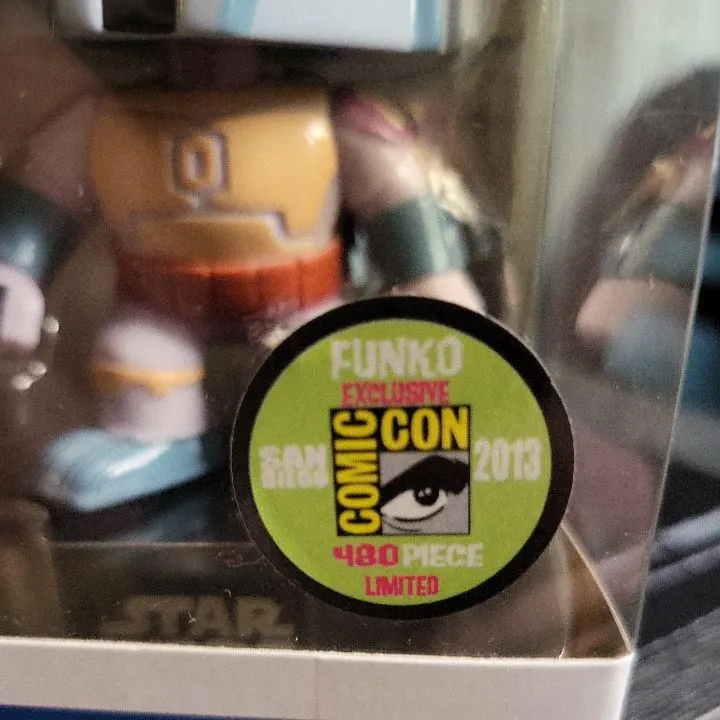 FUNKO
EXCLUSIVE
COMIC CON
SAN DIEGO
2013
480 PIECE
LIMITED
STAR